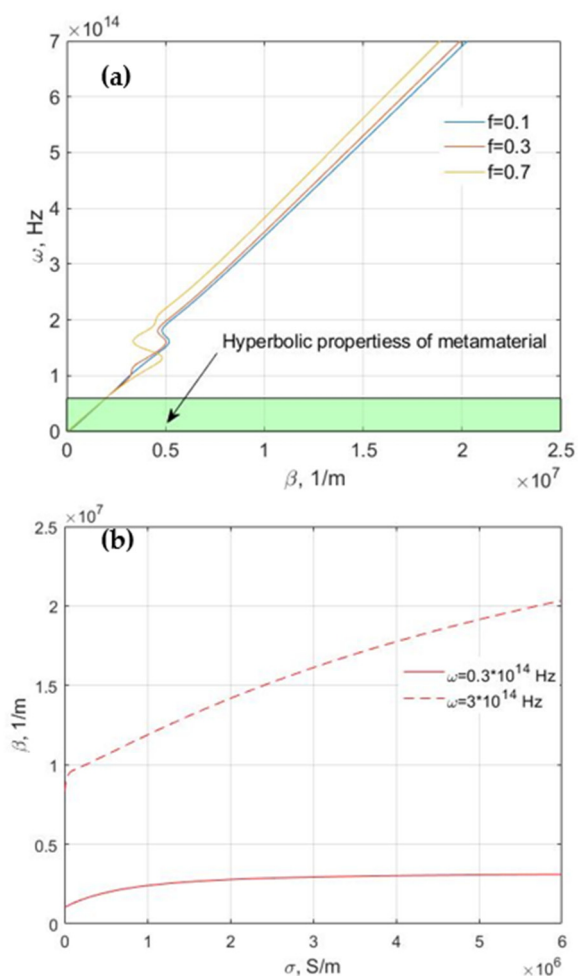 ×10^14
(a)
7
6
5
4
3
2
1
0
ω, Hz
f=0.1
f=0.3
f=0.7
Hyperbolic propertiess of metamaterial
0 0.5 1 1.5 2 2.5
β, 1/m
×10^7
×10^7
(b)
2.5
2
1.5
1
0.5
0
β, 1/m
ω=0.3*10^14 Hz
ω=3*10^14 Hz
0 1 2 3 4 5 6
σ, S/m
×10^6